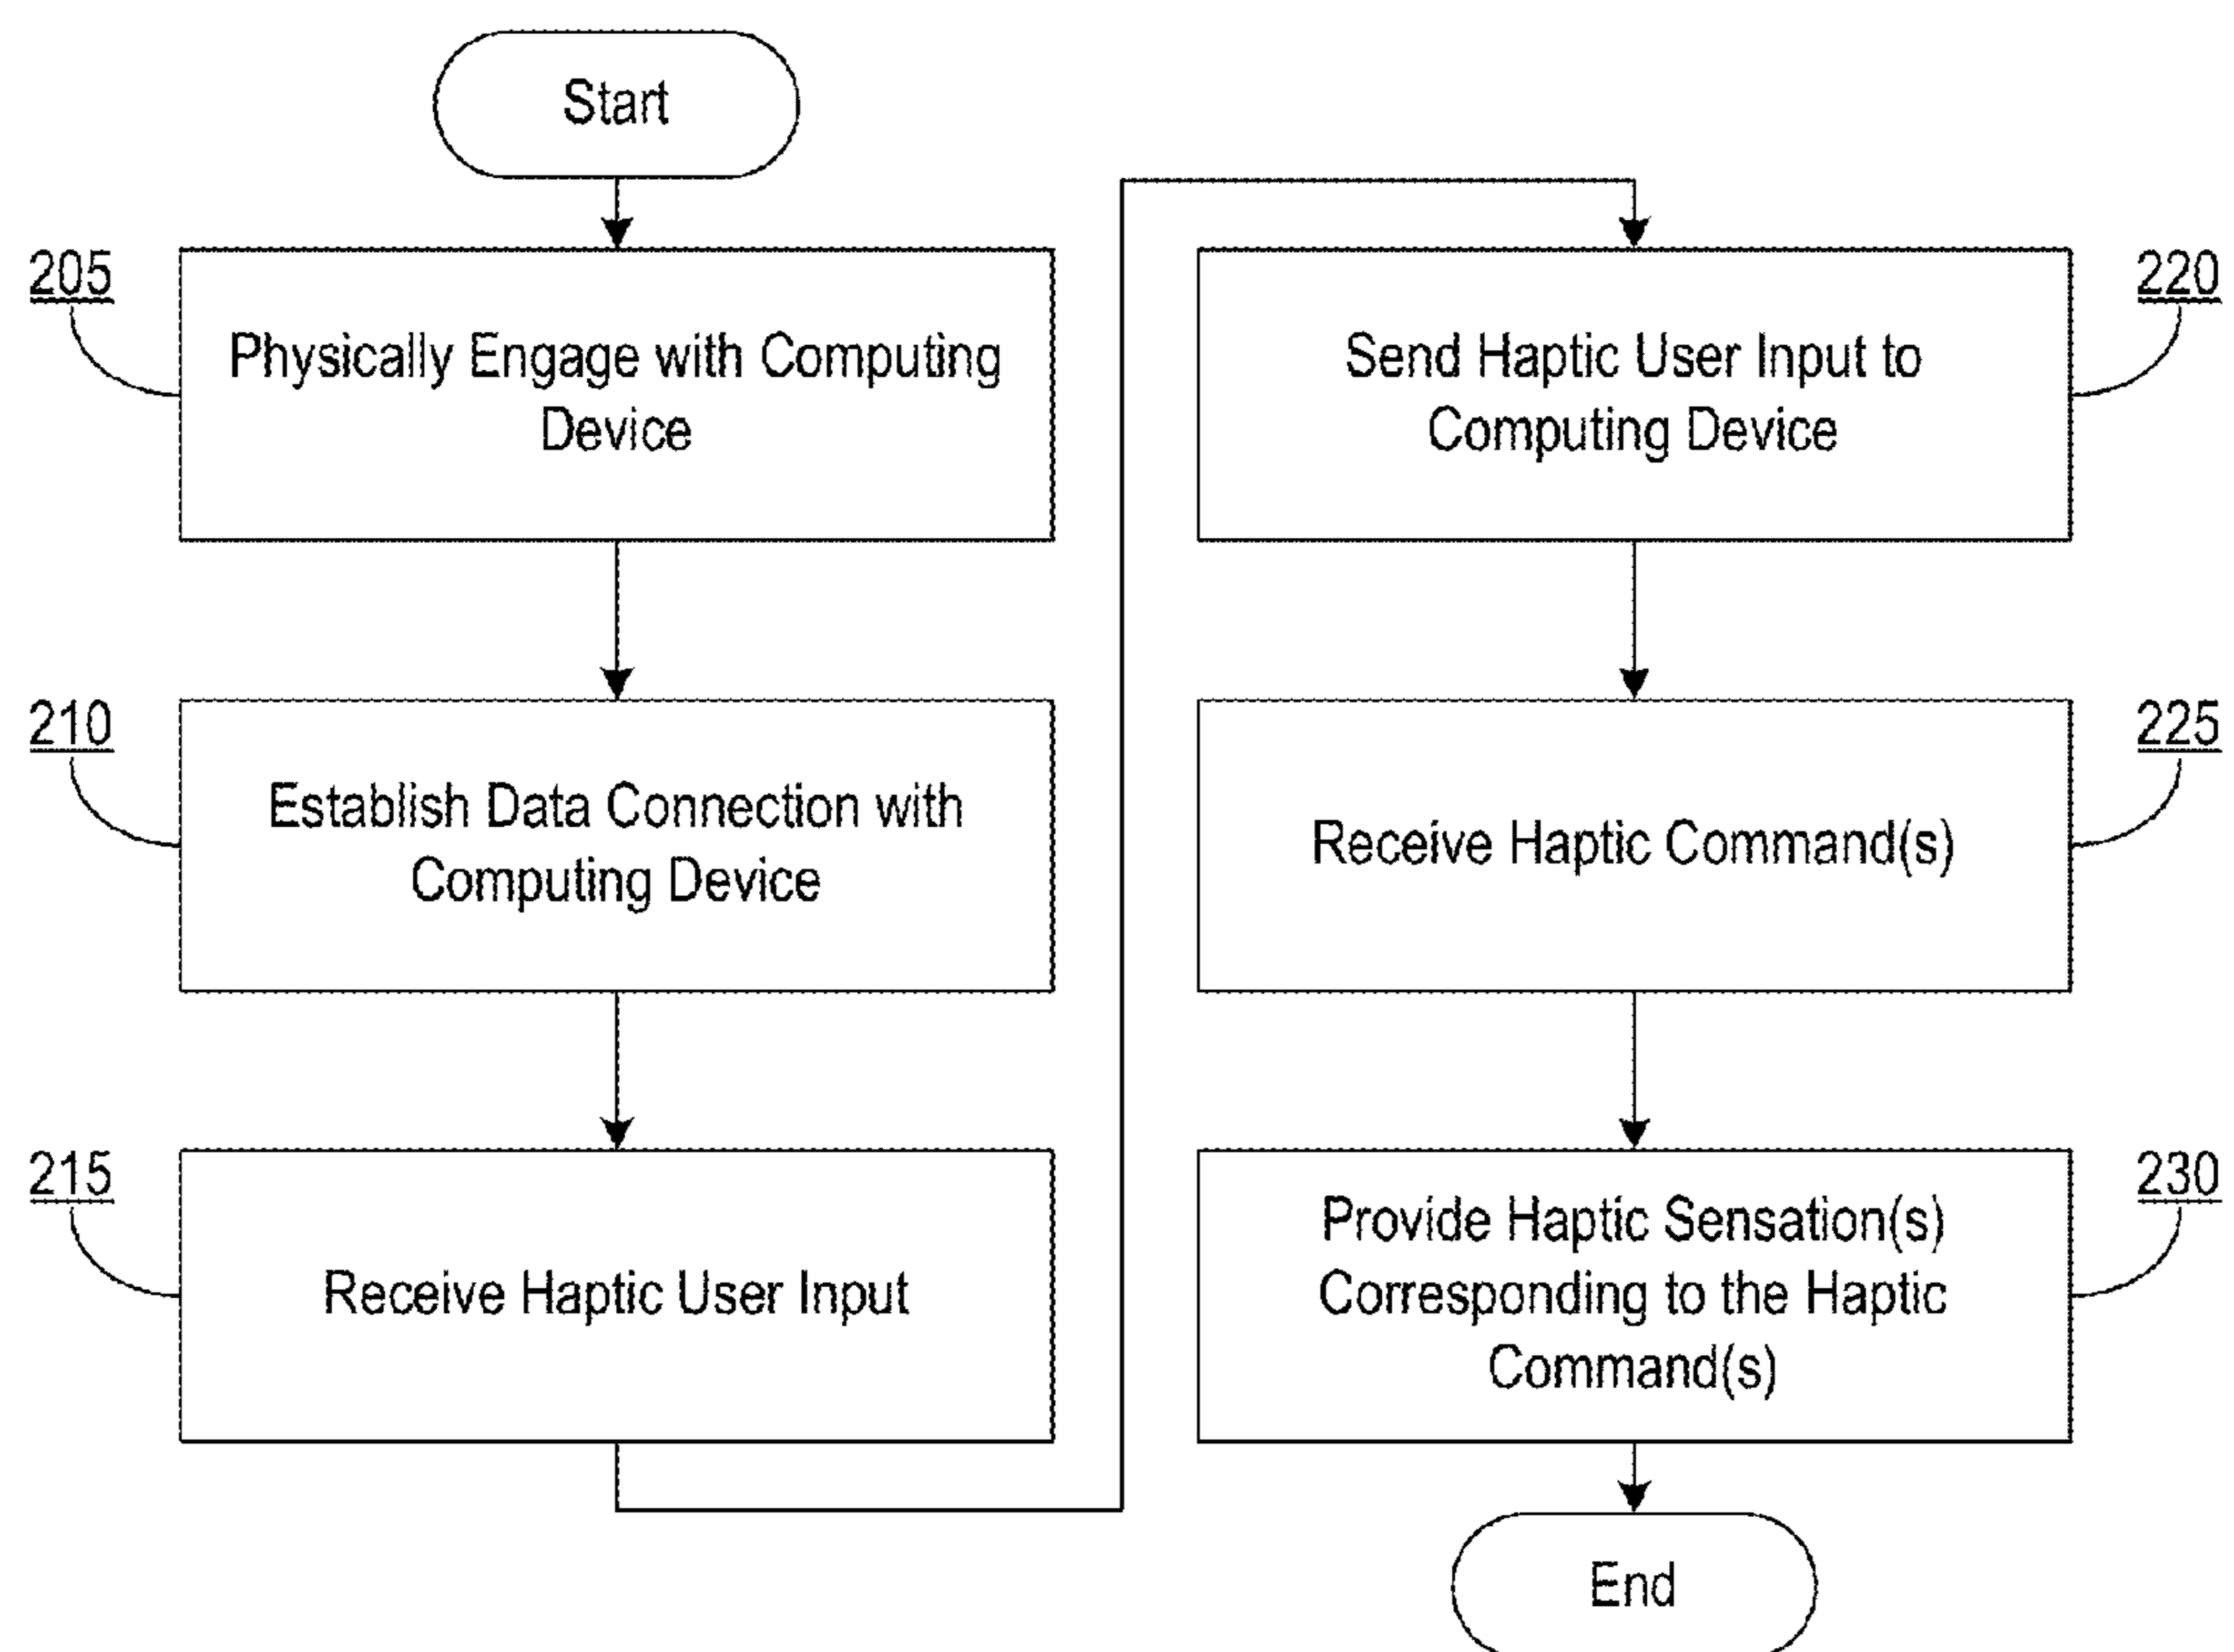 Start
205
Physically Engage with Computing
Device
210
Establish Data Connection with
Computing Device
215
Receive Haptic User Input
220
Send Haptic User Input to
Computing Device
225
Receive Haptic Command(s)
230
Provide Haptic Sensation(s)
Corresponding to the Haptic
Command(s)
End